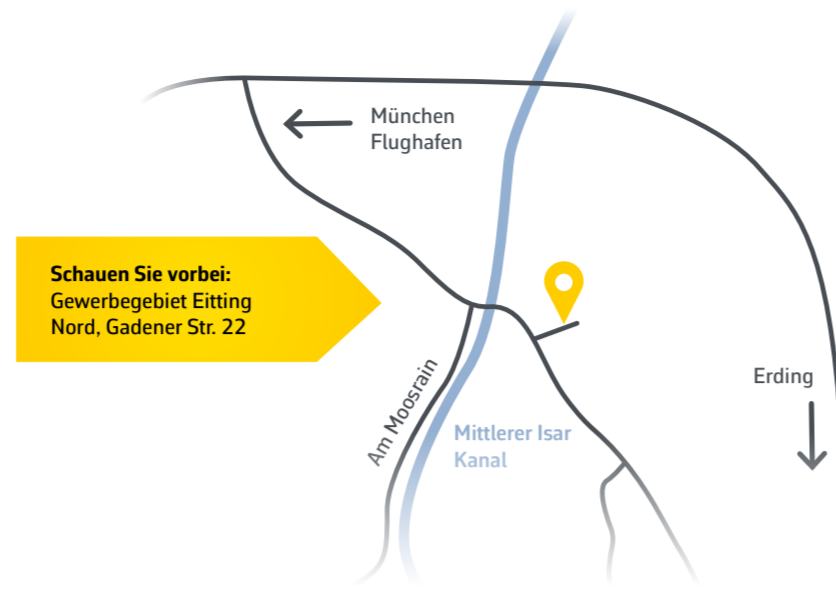 München
Flughafen
Schauen Sie vorbei:
Gewerbegebiet Eitting
Nord, Gadener Str. 22
Erding
Am Moosrain
Mittlerer Isar
Kanal